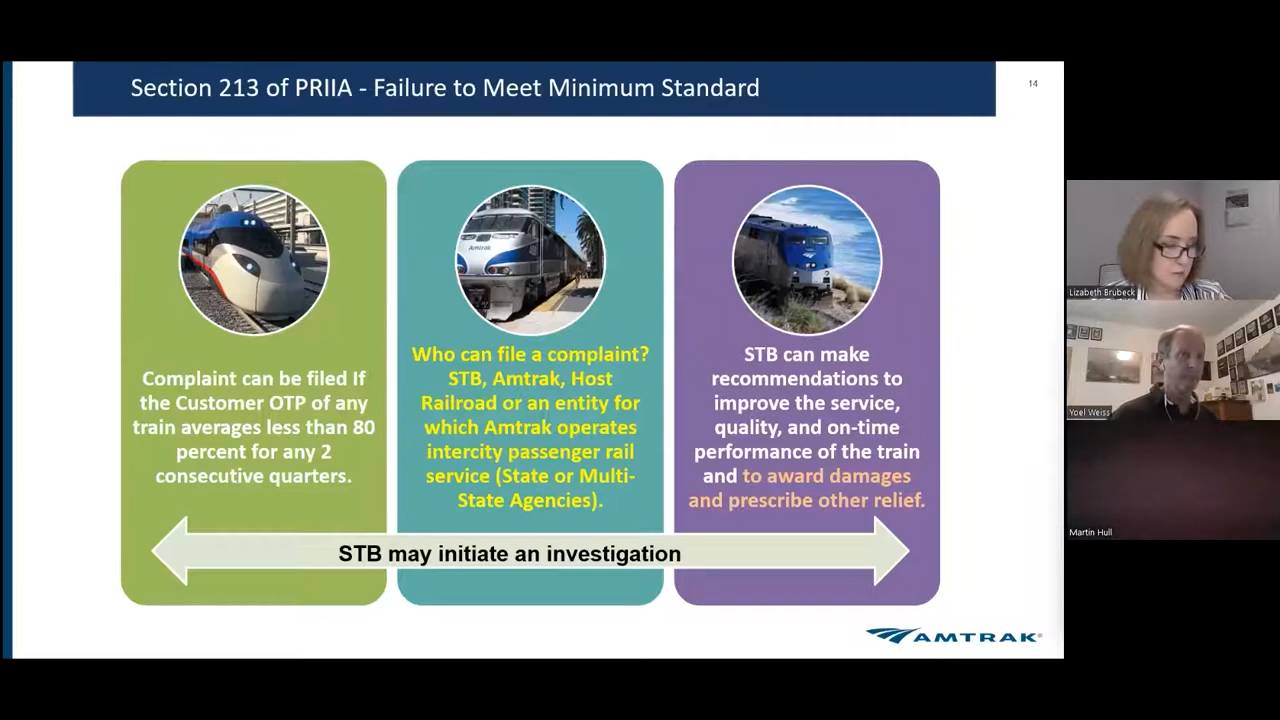 Section 213 of PRIIA - Failure to Meet Minimum Standard
14
Complaint can be filed If
the Customer OTP of any
train averages less than 80
percent for any 2
consecutive quarters.
Amtrak
Who can file a complaint?
STB, Amtrak, Host
Railroad or an entity for
which Amtrak operates
intercity passenger rail
service (State or Multi-
State Agencies).
STB can make
recommendations to
improve the service,
quality, and on-time
performance of the train
and to award damages
and prescribe other relief.
STB may initiate an investigation
AMTRAK
Lizabeth Brubeck
Yoel Weiss
Martin Hull